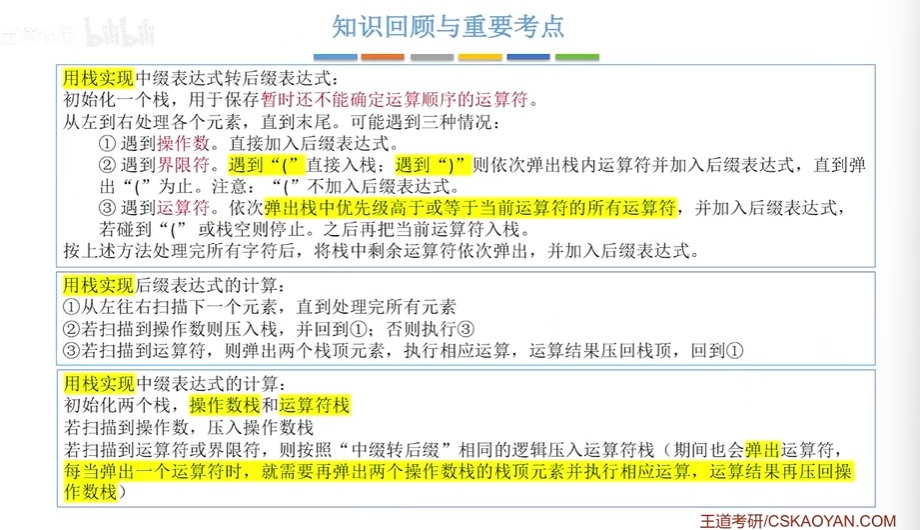 知识回顾与重要考点
bilibili
用栈实现中缀表达式转后缀表达式：
初始化一个栈，用于保存暂时还不能确定运算顺序的运算符。
从左到右处理各个元素，直到末尾。可能遇到三种情况：
① 遇到操作数。直接加入后缀表达式。
② 遇到界限符。遇到“(”直接入栈；遇到“)”则依次弹出栈内运算符并加入后缀表达式，直到弹
出“(”为止。注意：“(”不加入后缀表达式。
③ 遇到运算符。依次弹出栈中优先级高于或等于当前运算符的所有运算符，并加入后缀表达式，
若碰到“(” 或栈空则停止。之后再把当前运算符入栈。
按上述方法处理完所有字符后，将栈中剩余运算符依次弹出，并加入后缀表达式。
用栈实现后缀表达式的计算：
①从左往右扫描下一个元素，直到处理完所有元素
②若扫描到操作数则压入栈，并回到①；否则执行③
③若扫描到运算符，则弹出两个栈顶元素，执行相应运算，运算结果压回栈顶，回到①
用栈实现中缀表达式的计算：
初始化两个栈，操作数栈和运算符栈
若扫描到操作数，压入操作数栈
若扫描到运算符或界限符，则按照“中缀转后缀”相同的逻辑压入运算符栈（期间也会弹出运算符，
每当弹出一个运算符时，就需要再弹出两个操作数栈的栈顶元素并执行相应运算，运算结果再压回操
作数栈）
王道考研/CSKAOYAN.COM